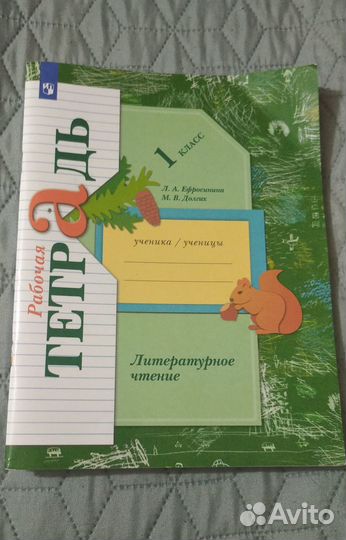 Рабочая
ТЕТРаДЬ
1 КЛАСС
Л. А. Ефросинина
М. В. Долгих
ученика / ученицы
Литературное
чтение
Avito